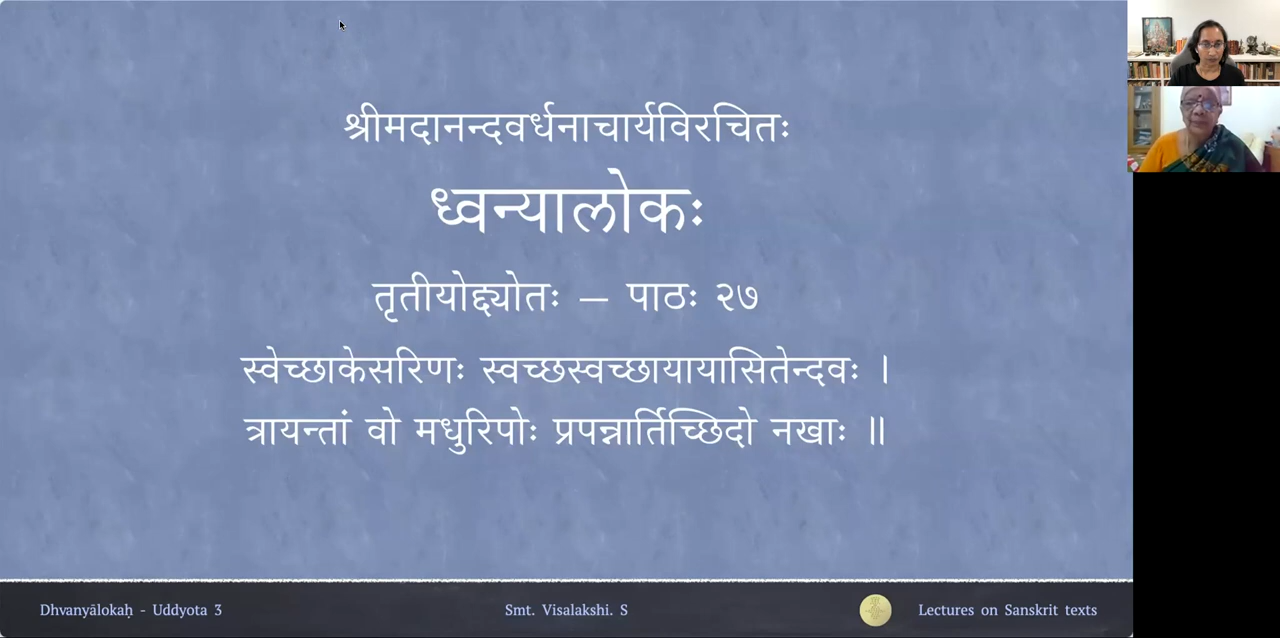 श्रीमदानन्दवर्धनाचार्यविरचितः
ध्वन्यालोकः
तृतीयोद्द्योतः – पाठः २७
स्वेच्छाकेसरिणः स्वच्छस्वच्छायायासितेन्दवः ।
त्रायन्तां वो मधुरिपोः प्रपन्नार्तिच्छिदो नखाः ॥
Dhvanyālokaḥ - Uddyota 3
Smt. Visalakshi. S
Lectures on Sanskrit texts